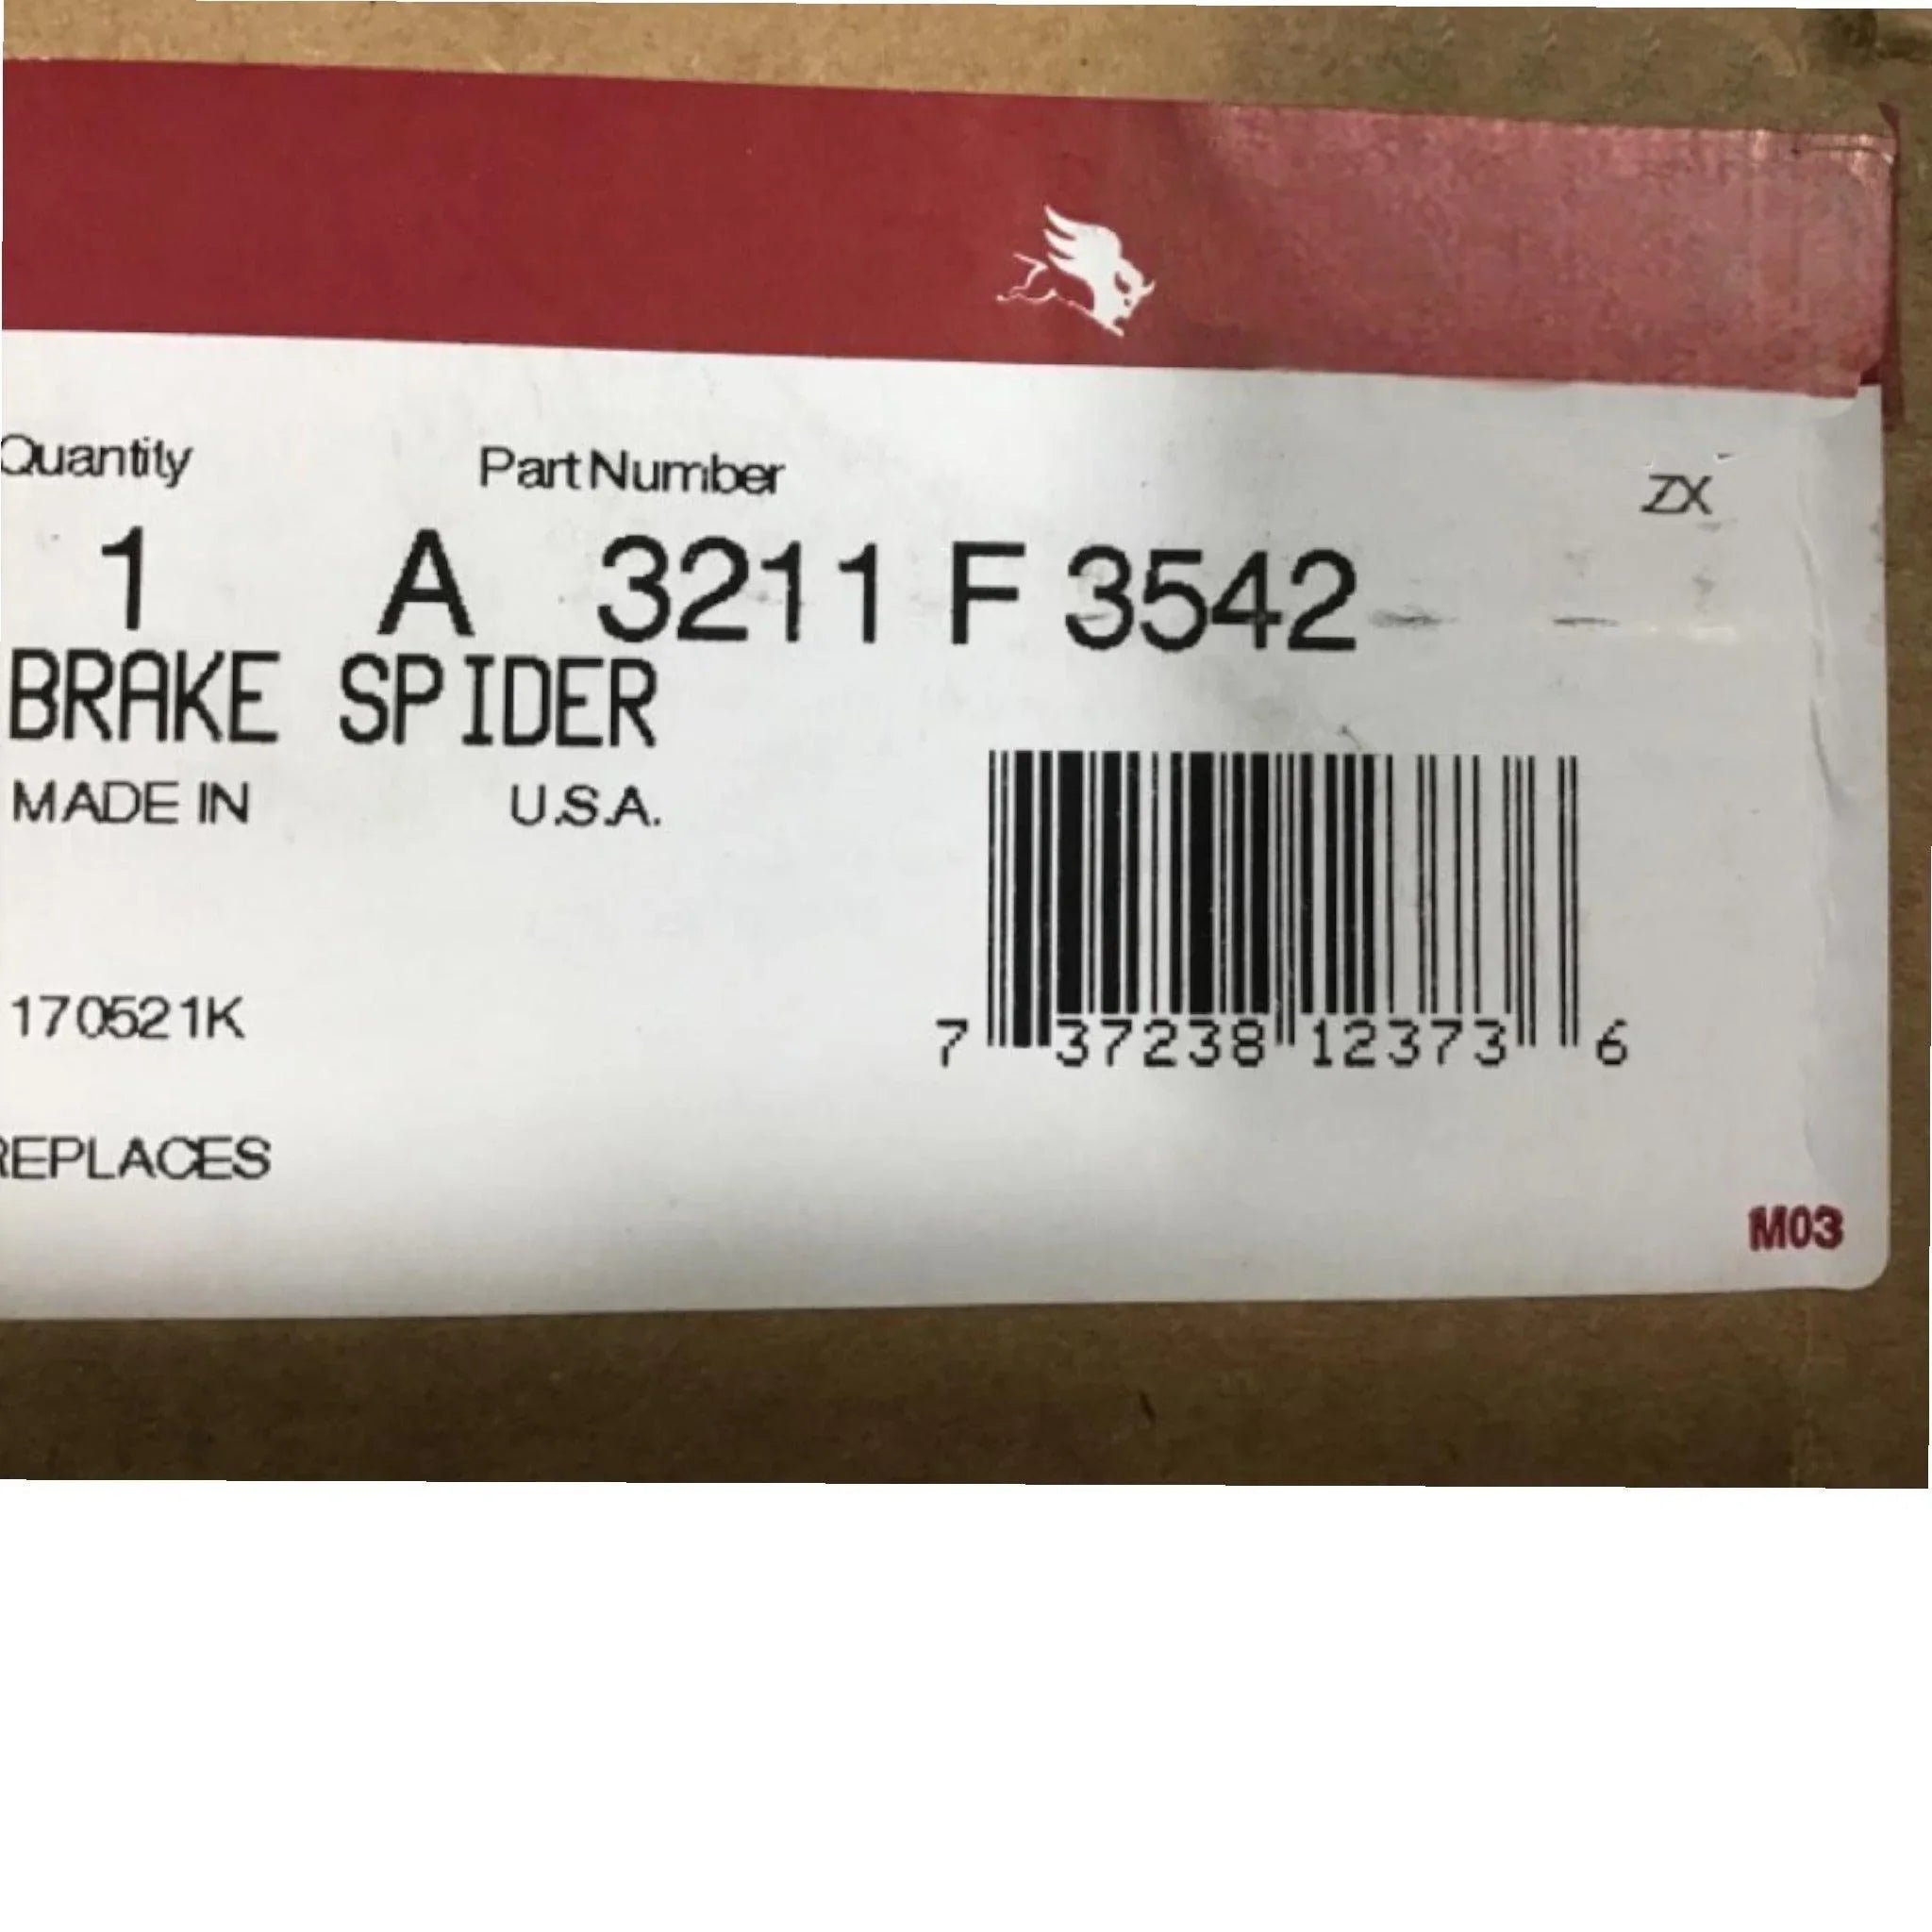 Quantity Part Number ZX
1 A 3211 F 3542
BRAKE SPIDER
MADE IN U.S.A.
170521K
7 37238 12373 6
REPLACES
M03